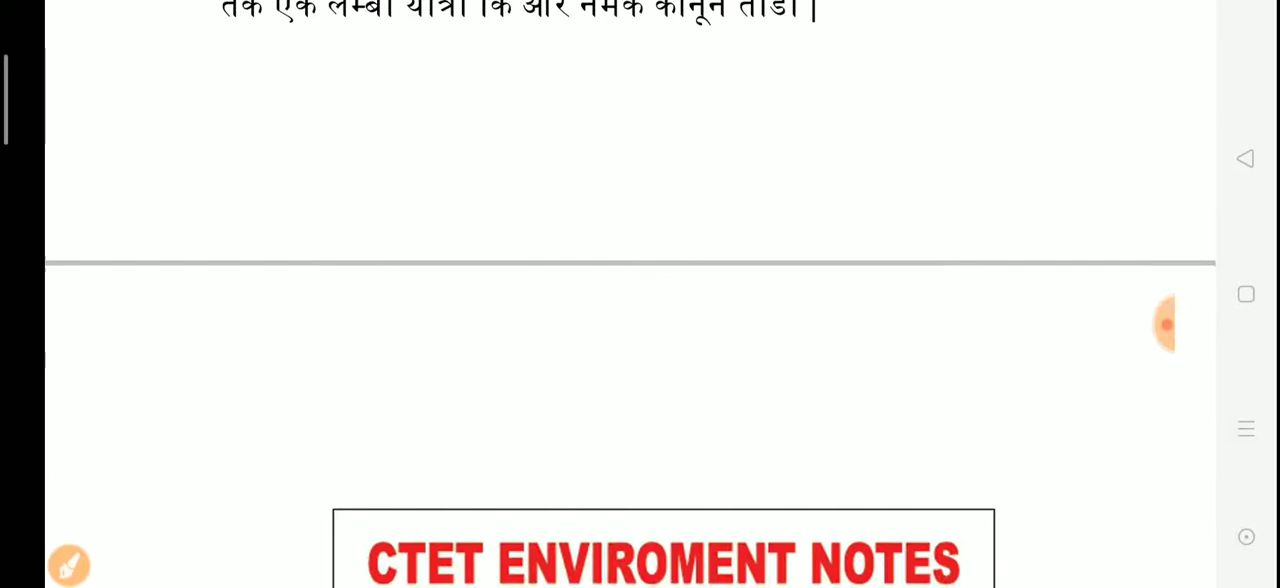 तक एक लम्बी यात्रा कि और नमक कानून तोडा |
CTET ENVIROMENT NOTES